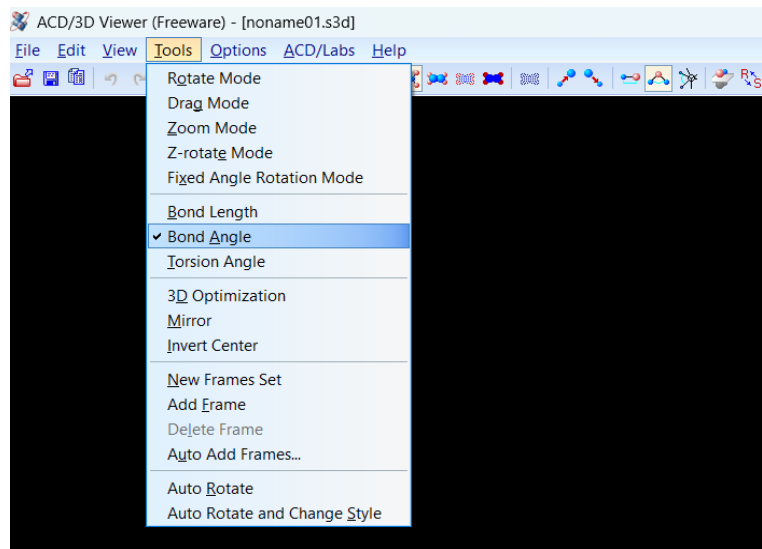 ACD/3D Viewer (Freeware) - [noname01.s3d]
File Edit View Tools Options ACD/Labs Help
Rotate Mode
Drag Mode
Zoom Mode
Z-rotate Mode
Fixed Angle Rotation Mode
Bond Length
Bond Angle
Torsion Angle
3D Optimization
Mirror
Invert Center
New Frames Set
Add Frame
Delete Frame
Auto Add Frames...
Auto Rotate
Auto Rotate and Change Style
R S